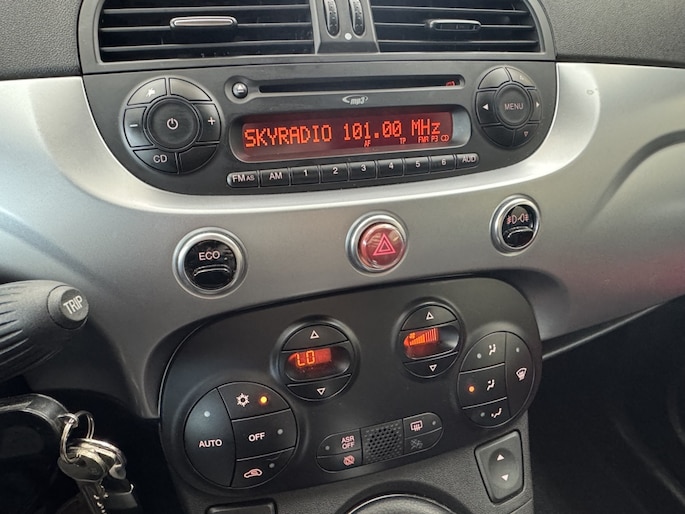 mp3
MENU
CD
SKYRADIO 101.00 MHz
AF TP FMA P3 CD
FM AS AM 1 2 3 4 5 6 AUD
ECO
TRIP
LO
AUTO
OFF
ASR
OFF